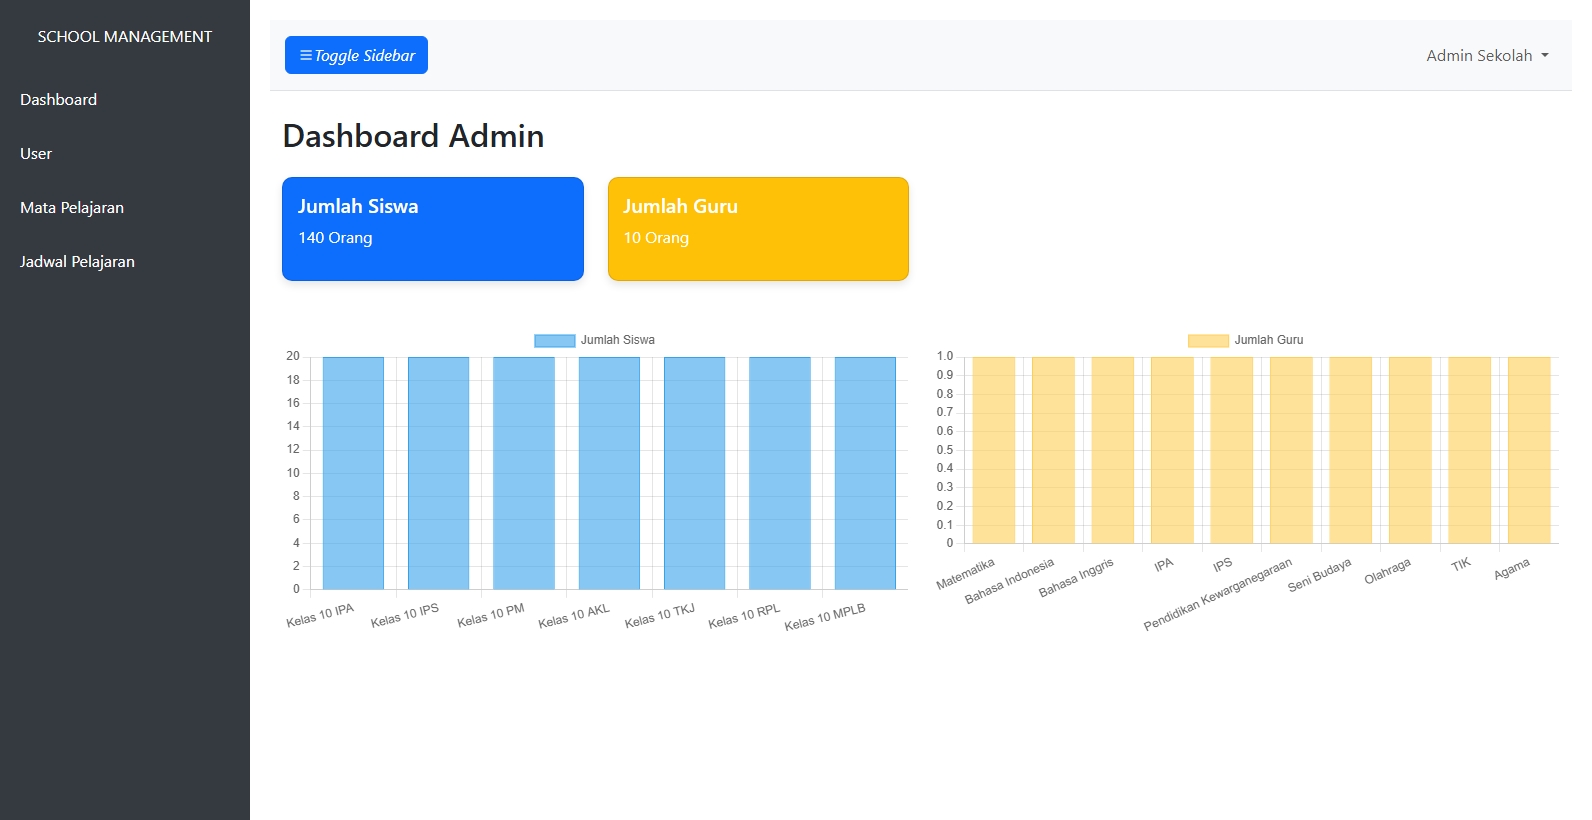 SCHOOL MANAGEMENT
Dashboard
User
Mata Pelajaran
Jadwal Pelajaran
Toggle Sidebar
Admin Sekolah
Dashboard Admin
Jumlah Siswa
140 Orang
Jumlah Guru
10 Orang
Jumlah Siswa
20
18
16
14
12
10
8
6
4
2
0
Kelas 10 IPA
Kelas 10 IPS
Kelas 10 PM
Kelas 10 AKL
Kelas 10 TKJ
Kelas 10 RPL
Kelas 10 MPLB
Jumlah Guru
1.0
0.9
0.8
0.7
0.6
0.5
0.4
0.3
0.2
0.1
0
Matematika
Bahasa Indonesia
Bahasa Inggris
IPA
IPS
Pendidikan Kewarganegaraan
Seni Budaya
Olahraga
TIK
Agama